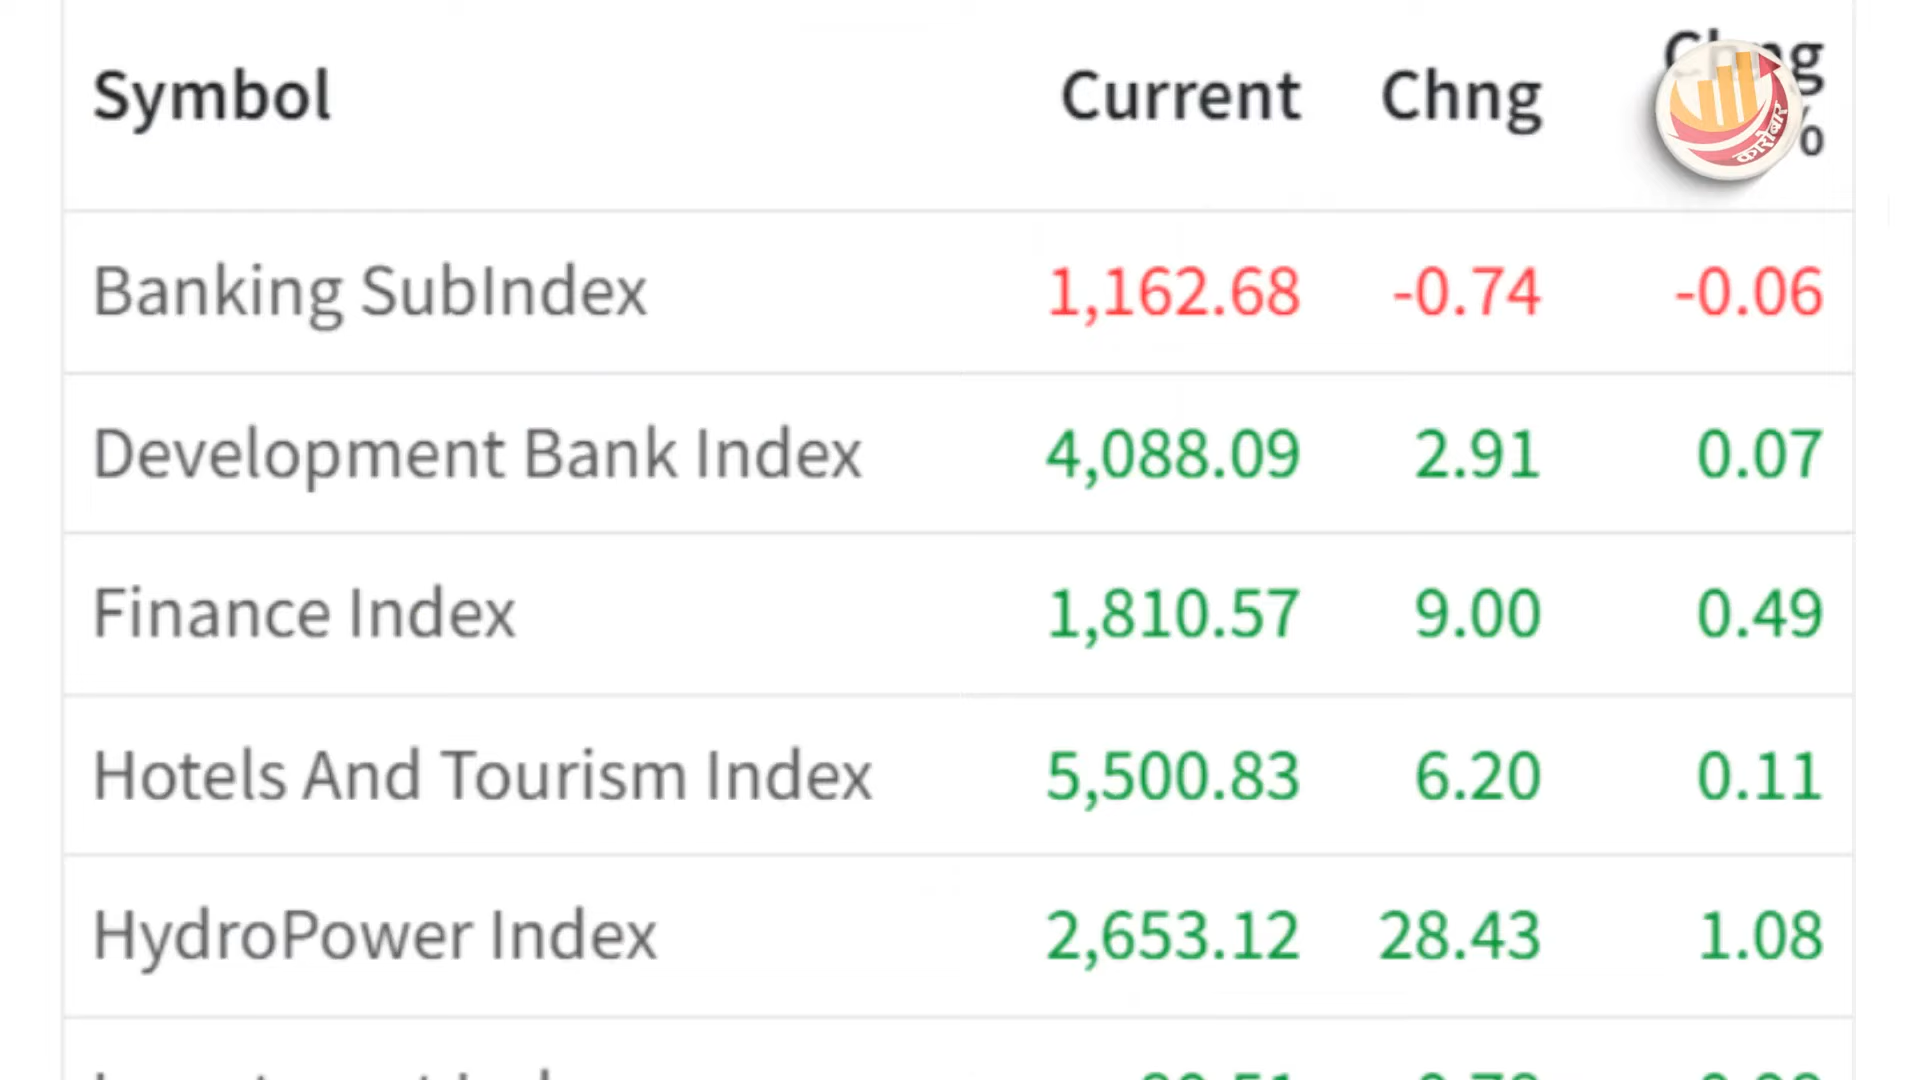 Symbol Current Chng Chng %
कारोबार
Banking SubIndex 1,162.68 -0.74 -0.06
Development Bank Index 4,088.09 2.91 0.07
Finance Index 1,810.57 9.00 0.49
Hotels And Tourism Index 5,500.83 6.20 0.11
HydroPower Index 2,653.12 28.43 1.08